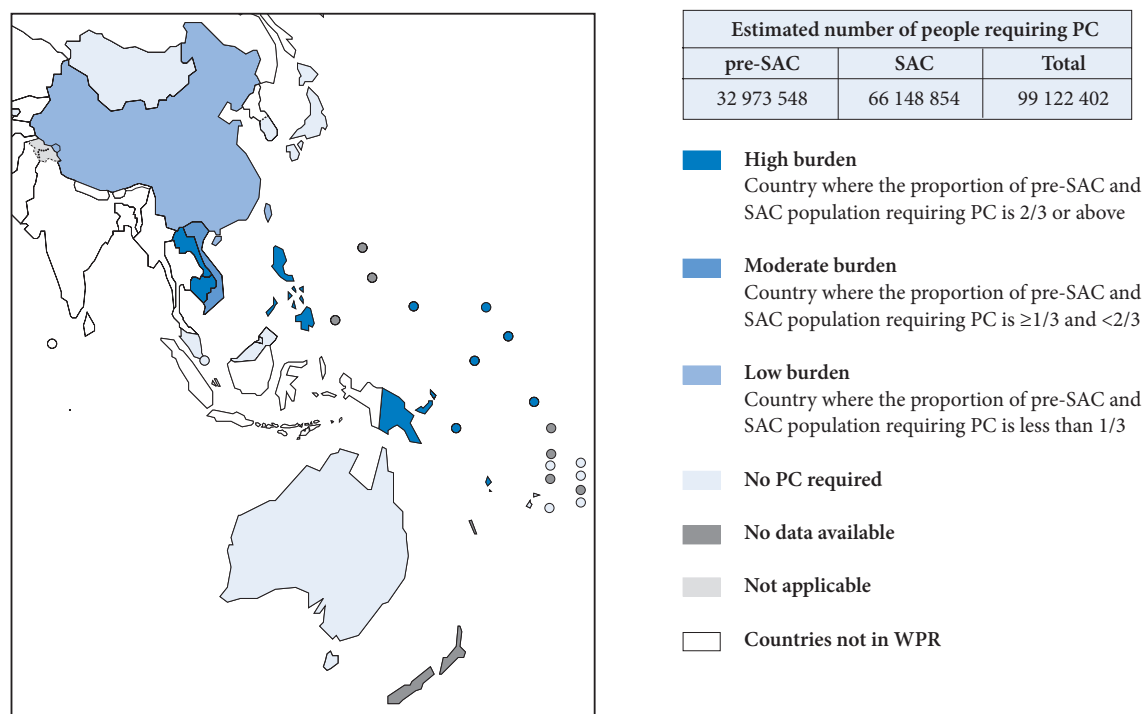 Estimated number of people requiring PC
pre-SAC SAC Total
32 973 548 66 148 854 99 122 402
High burden
Country where the proportion of pre-SAC and
SAC population requiring PC is 2/3 or above
Moderate burden
Country where the proportion of pre-SAC and
SAC population requiring PC is ≥1/3 and <2/3
Low burden
Country where the proportion of pre-SAC and
SAC population requiring PC is less than 1/3
No PC required
No data available
Not applicable
Countries not in WPR